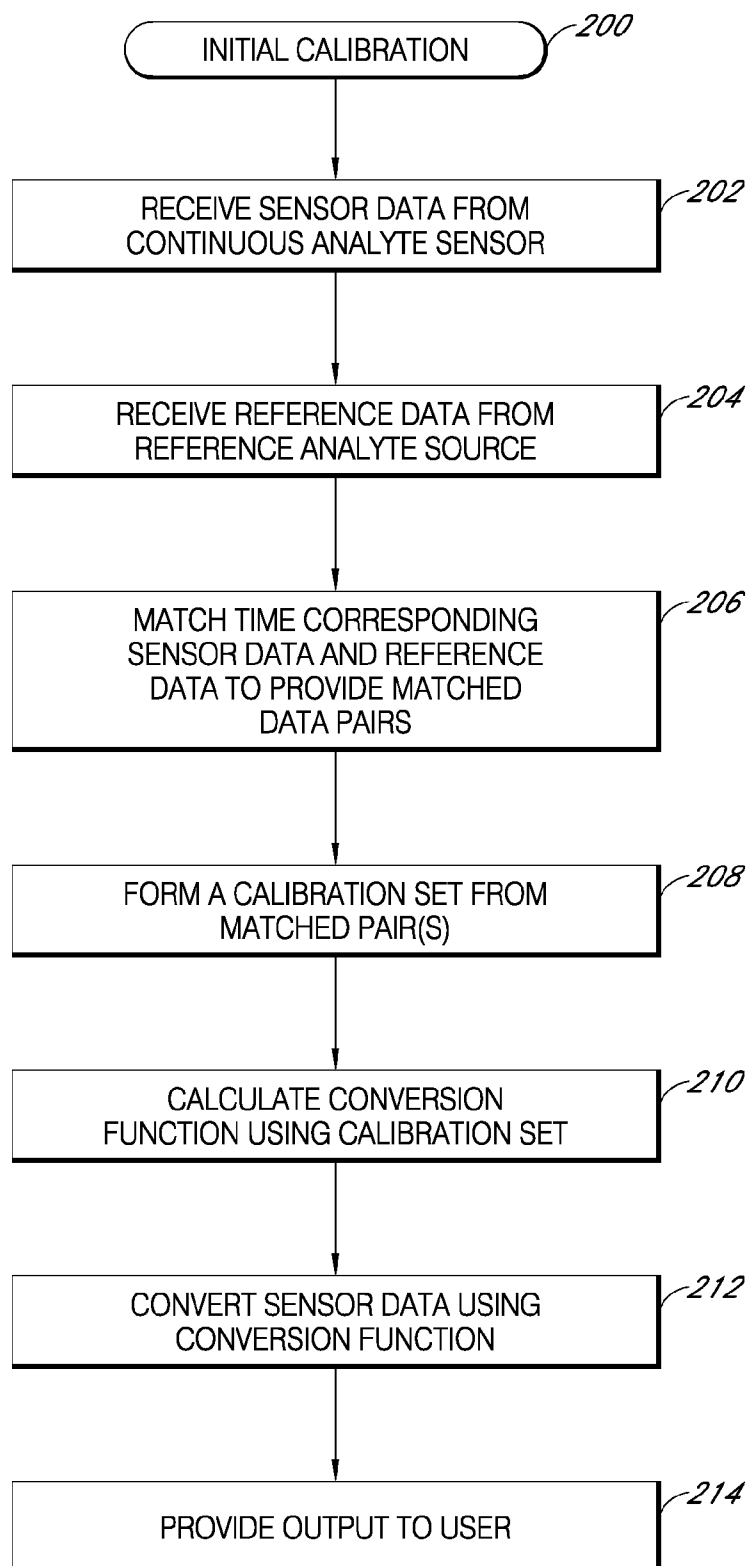 INITIAL CALIBRATION
200
RECEIVE SENSOR DATA FROM
CONTINUOUS ANALYTE SENSOR
202
RECEIVE REFERENCE DATA FROM
REFERENCE ANALYTE SOURCE
204
MATCH TIME CORRESPONDING
SENSOR DATA AND REFERENCE
DATA TO PROVIDE MATCHED
DATA PAIRS
206
FORM A CALIBRATION SET FROM
MATCHED PAIR(S)
208
CALCULATE CONVERSION
FUNCTION USING CALIBRATION SET
210
CONVERT SENSOR DATA USING
CONVERSION FUNCTION
212
PROVIDE OUTPUT TO USER
214